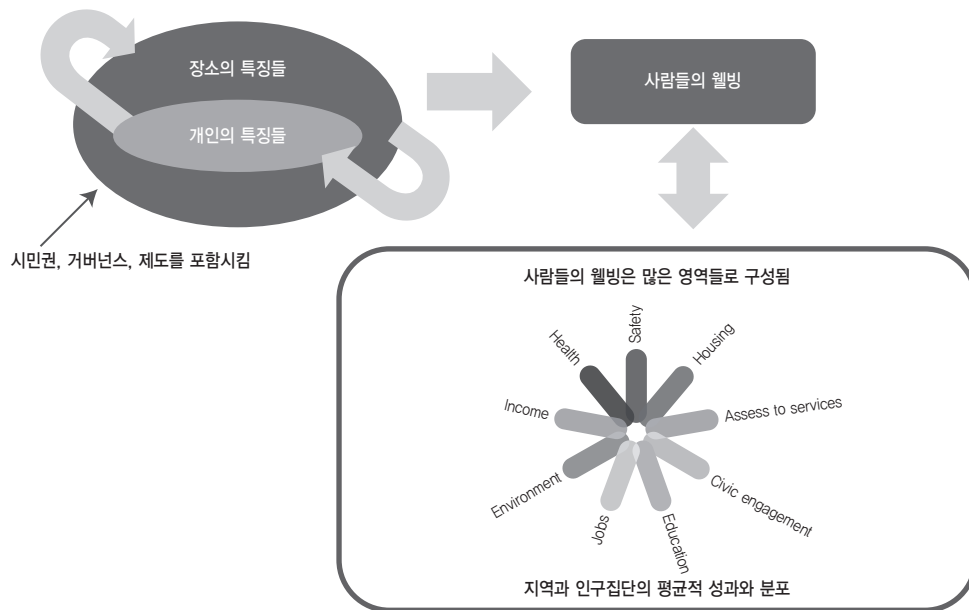 장소의 특징들
개인의 특징들
사람들의 웰빙
시민권, 거버넌스, 제도를 포함시킴
사람들의 웰빙은 많은 영역들로 구성됨
Safety
Housing
Assess to services
Civic engagement
Education
Jobs
Environment
Income
Health
지역과 인구집단의 평균적 성과와 분포